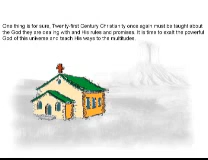 One thing is for sure, Twenty-first Century Christianity once again must be taught about
the God they are dealing with and His rules and promises. It is time to exalt the powerful
God of this universe and teach His ways to the multitudes.